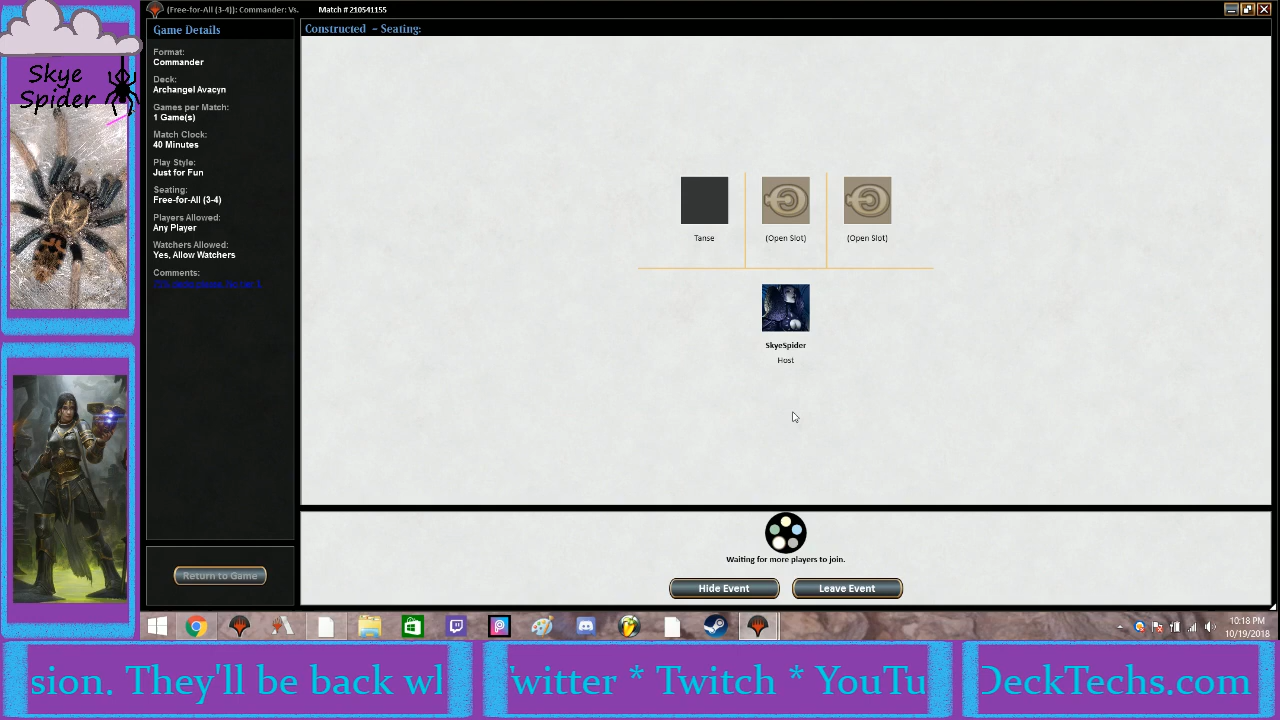 (Free-for-All (3-4)): Commander: Vs. Match # 210541155
Skye
Spider
Game Details
Format:
Commander
Deck:
Archangel Avacyn
Games per Match:
1 Game(s)
Match Clock:
40 Minutes
Play Style:
Just for Fun
Seating:
Free-for-All (3-4)
Players Allowed:
Any Player
Watchers Allowed:
Yes, Allow Watchers
Comments:
Return to Game
Constructed - Seating:
Tanse
(Open Slot)
(Open Slot)
SkyeSpider
Host
Waiting for more players to join.
Hide Event
Leave Event
10:18 PM
10/19/2018
sion. They'll be back wh
Twitter * Twitch * YouTu
DeckTechs.com